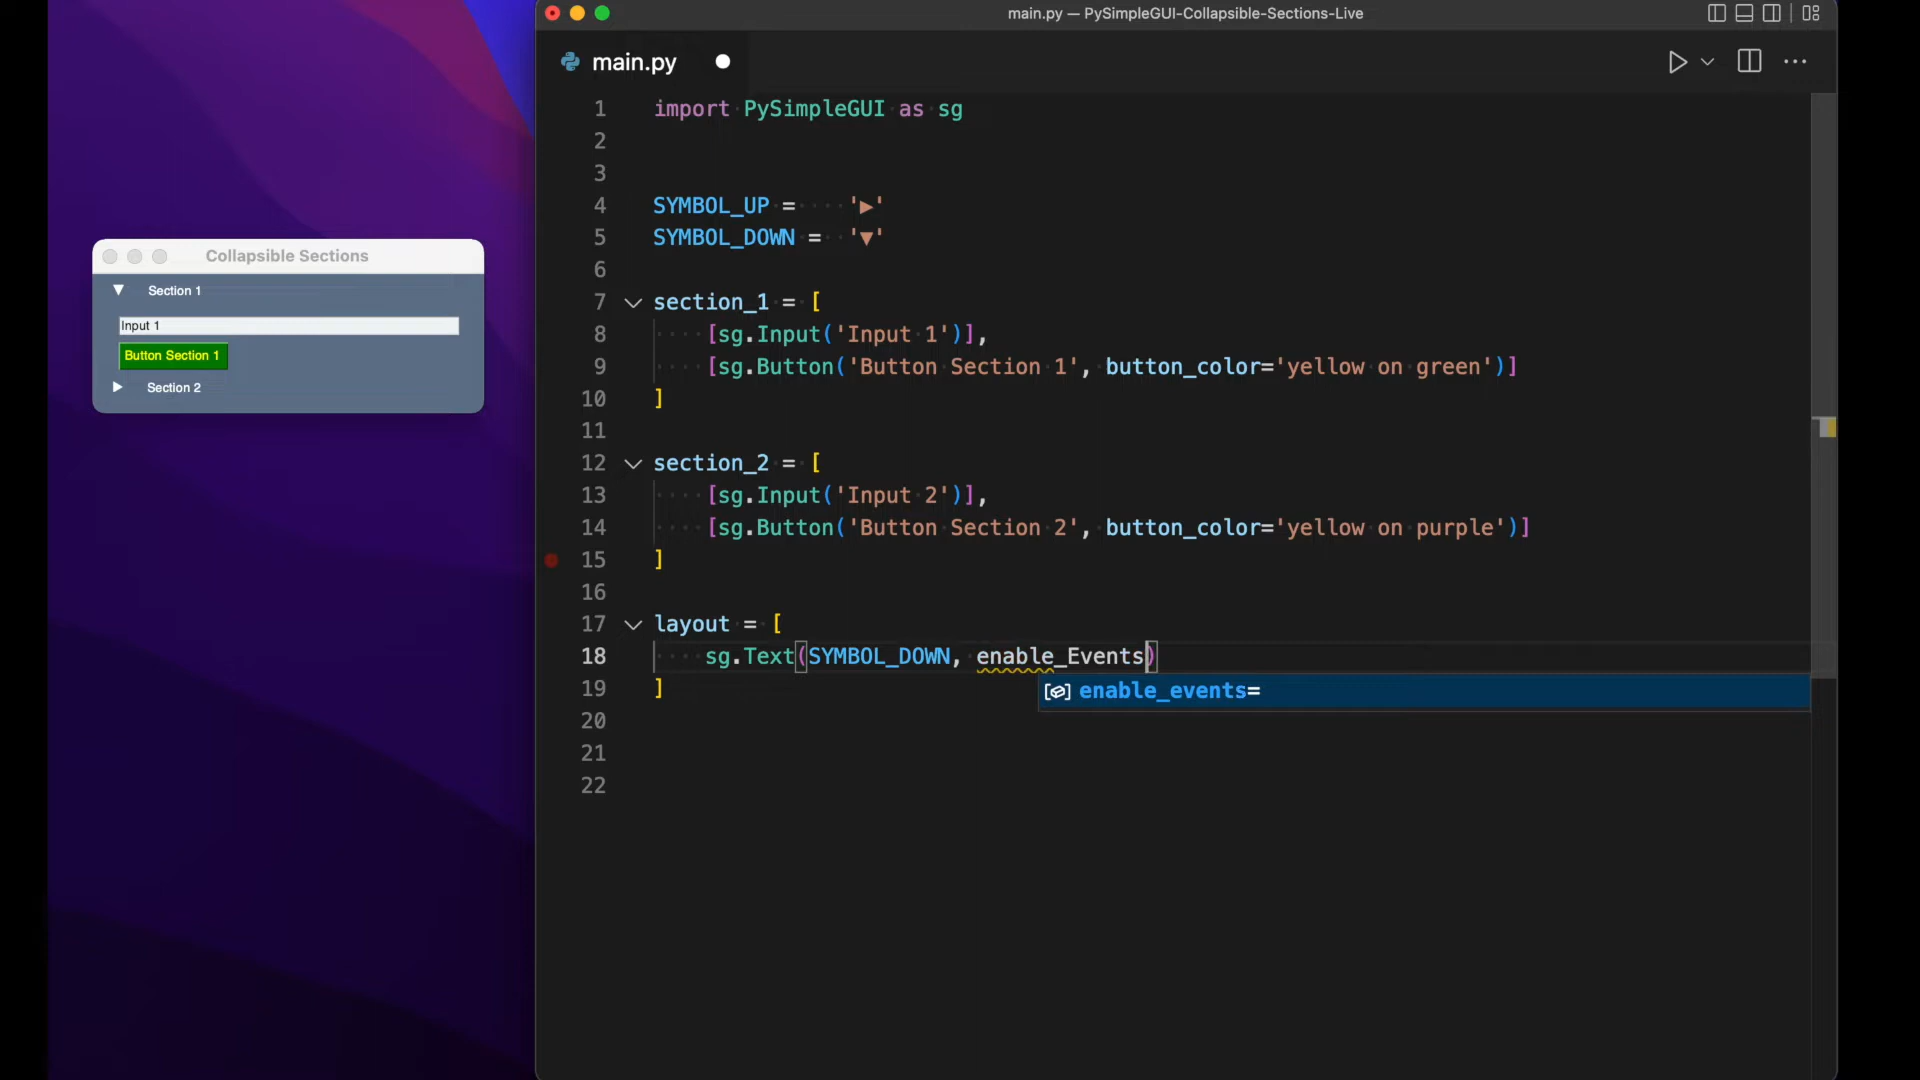 main.py — PySimpleGUI-Collapsible-Sections-Live
main.py
Collapsible Sections
▼ Section 1
Input 1
Button Section 1
▶ Section 2
1 import PySimpleGUI as sg
2
3
4 SYMBOL_UP =    '▶'
5 SYMBOL_DOWN =  '▼'
6
7 section_1 = [
8     [sg.Input('Input 1')],
9     [sg.Button('Button Section 1', button_color='yellow on green')]
10 ]
11
12 section_2 = [
13     [sg.Input('Input 2')],
14     [sg.Button('Button Section 2', button_color='yellow on purple')]
15 ]
16
17 layout = [
18     sg.Text(SYMBOL_DOWN, enable_Events)
enable_events=
19 ]
20
21
22